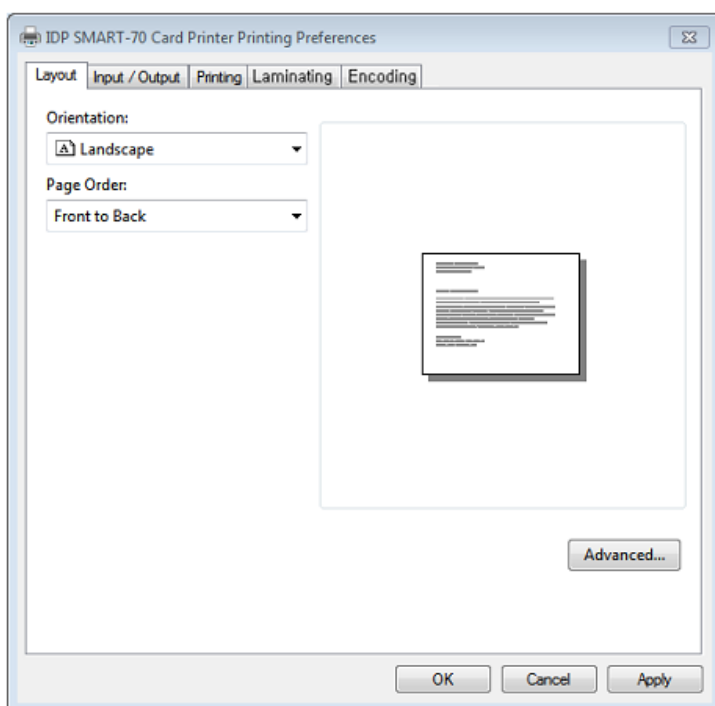 IDP SMART-70 Card Printer Printing Preferences
Layout Input / Output Printing Laminating Encoding
Orientation:
A Landscape
Page Order:
Front to Back
Advanced...
OK Cancel Apply